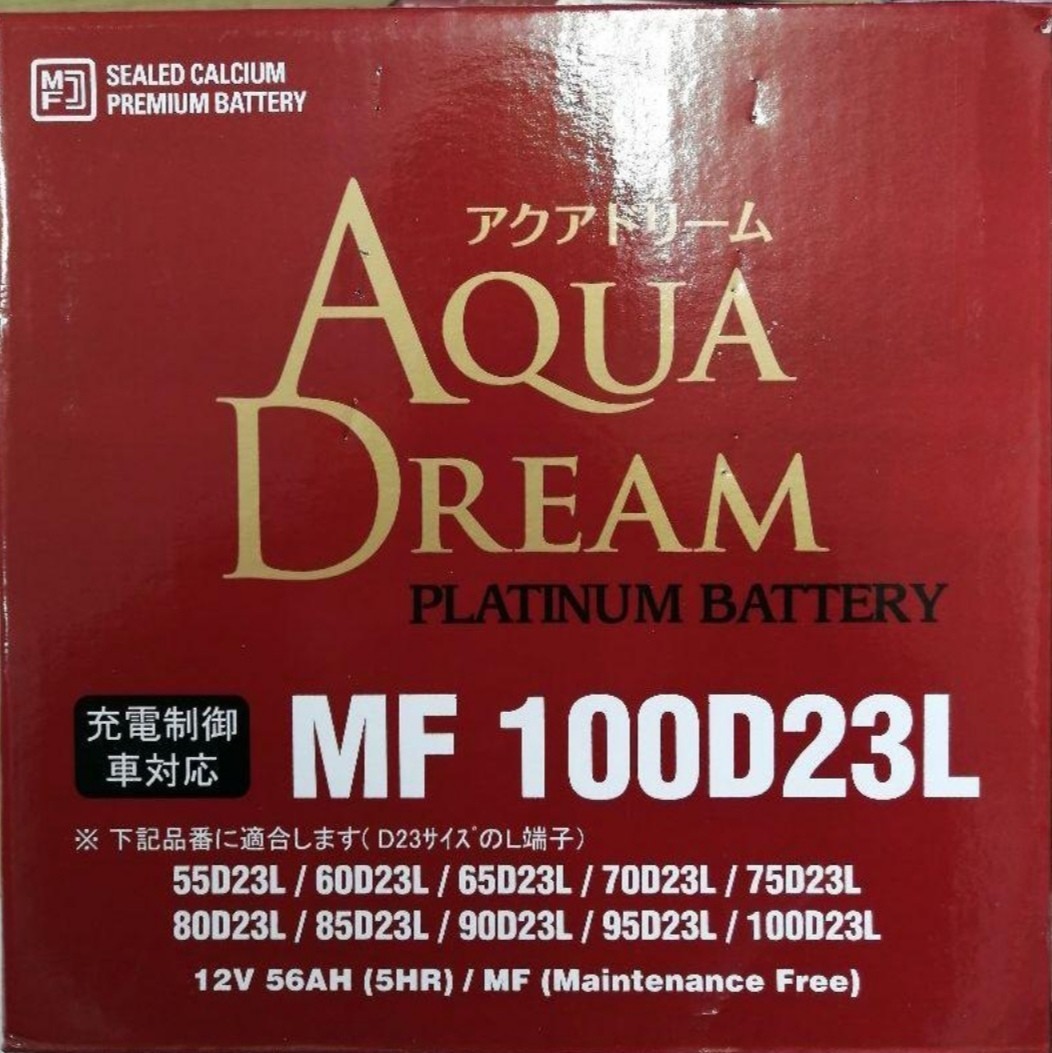 MF
SEALED CALCIUM
PREMIUM BATTERY
アクアドリーム
AQUA
DREAM
PLATINUM BATTERY
充電制御
車対応
MF 100D23L
※ 下記品番に適合します( D23ｻｲｽﾞのL端子)
55D23L / 60D23L / 65D23L / 70D23L / 75D23L
80D23L / 85D23L / 90D23L / 95D23L / 100D23L
12V 56AH (5HR) / MF (Maintenance Free)